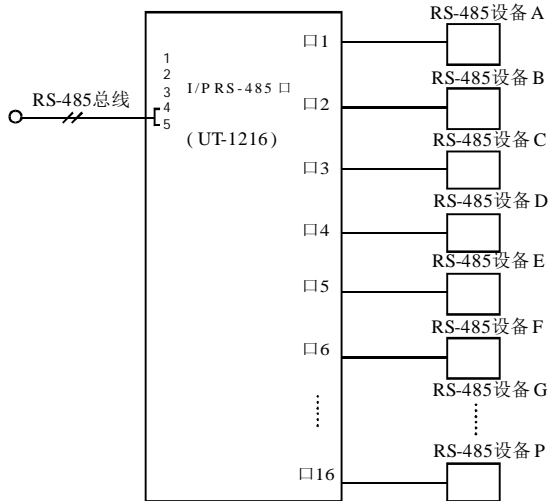 RS-485设备 A
口1
1
2
3
4
5
I/P RS-485 口
RS-485总线
(UT-1216)
RS-485设备 B
口2
RS-485设备 C
口3
RS-485设备 D
口4
RS-485设备 E
口5
RS-485设备 F
口6
RS-485设备 G
RS-485设备 P
口16